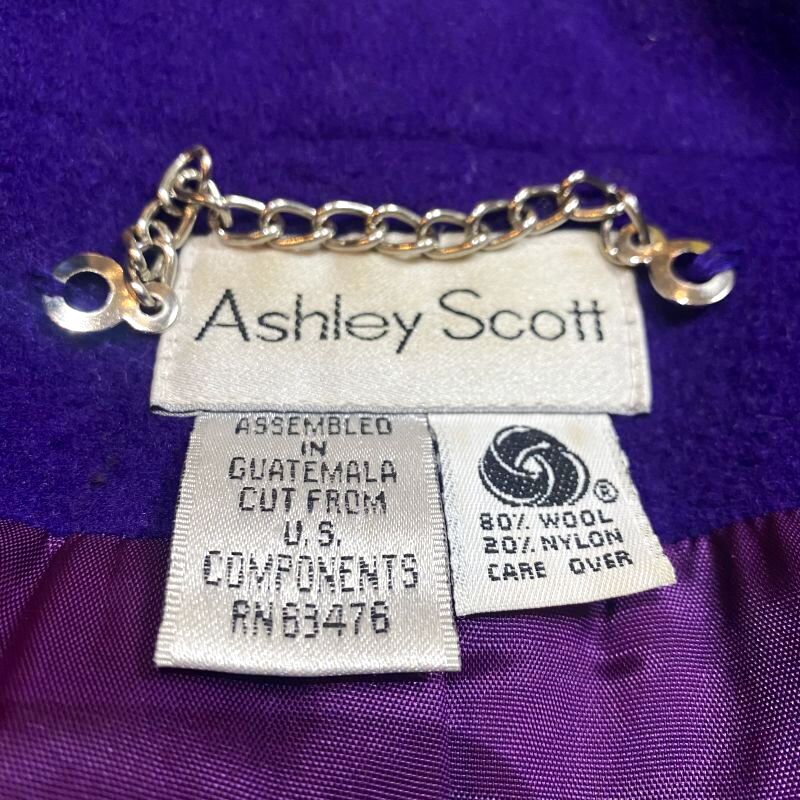 Ashley Scott
ASSEMBLED
IN
GUATEMALA
CUT FROM
U.S.
COMPONENTS
RN63476
®
80% WOOL
20% NYLON
CARE OVER